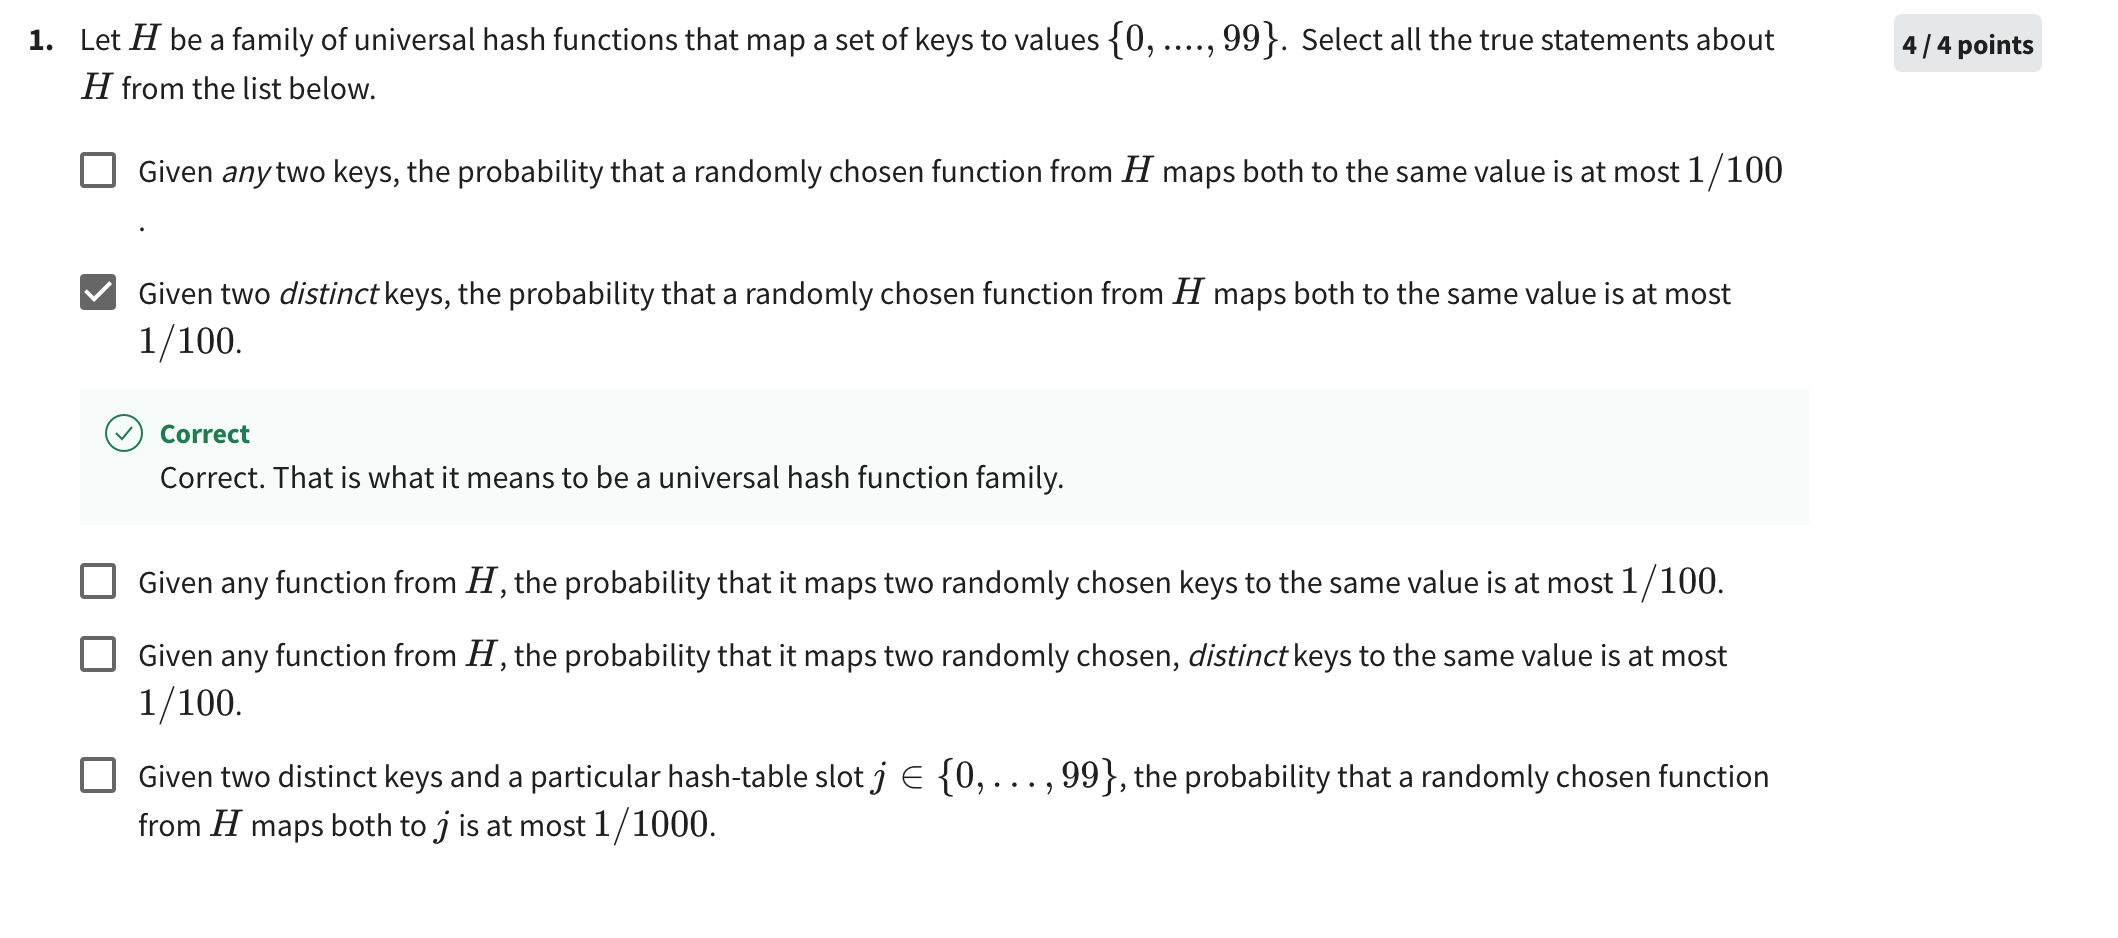 1. Let H be a family of universal hash functions that map a set of keys to values {0, ...., 99}. Select all the true statements about
4 / 4 points
H from the list below.
Given any two keys, the probability that a randomly chosen function from H maps both to the same value is at most 1/100
.
Given two distinct keys, the probability that a randomly chosen function from H maps both to the same value is at most
1/100.
Correct
Correct. That is what it means to be a universal hash function family.
Given any function from H, the probability that it maps two randomly chosen keys to the same value is at most 1/100.
Given any function from H, the probability that it maps two randomly chosen, distinct keys to the same value is at most
1/100.
Given two distinct keys and a particular hash-table slot j ∈ {0, . . . , 99}, the probability that a randomly chosen function
from H maps both to j is at most 1/1000.